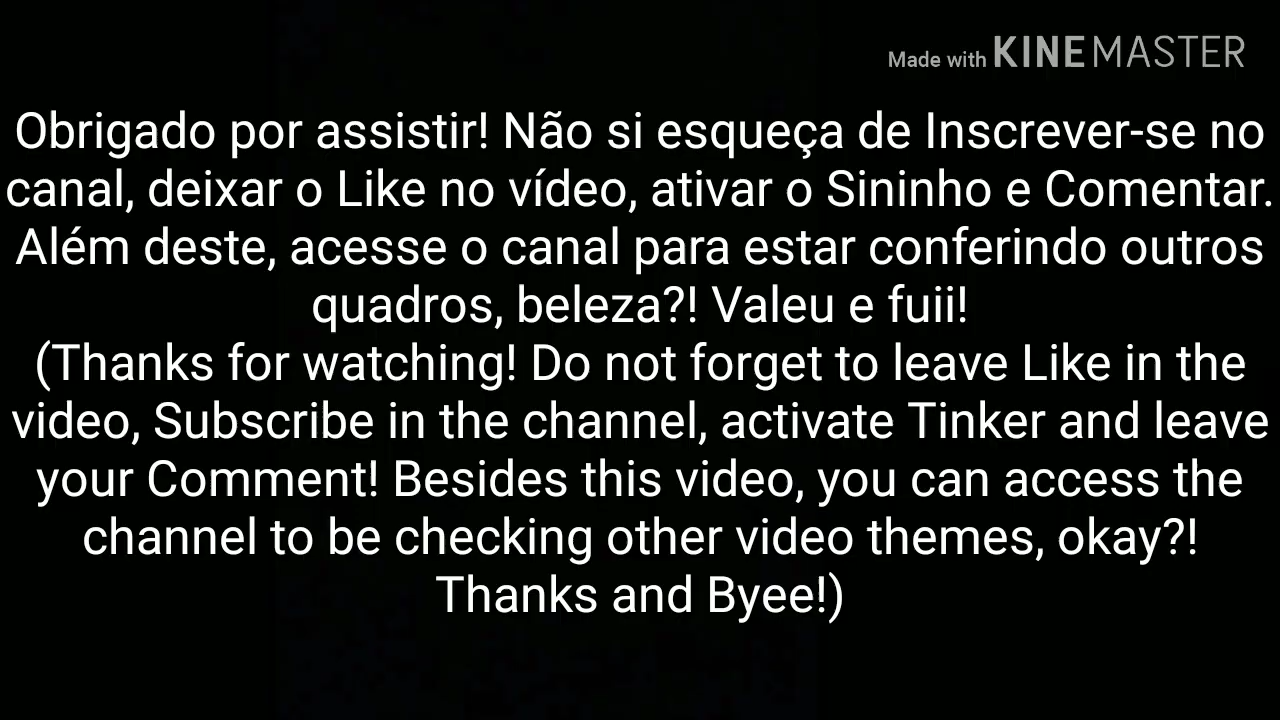 Made with KINEMASTER
Obrigado por assistir! Não si esqueça de Inscrever-se no
canal, deixar o Like no vídeo, ativar o Sininho e Comentar.
Além deste, acesse o canal para estar conferindo outros
quadros, beleza?! Valeu e fuii!
(Thanks for watching! Do not forget to leave Like in the
video, Subscribe in the channel, activate Tinker and leave
your Comment! Besides this video, you can access the
channel to be checking other video themes, okay?!
Thanks and Byee!)